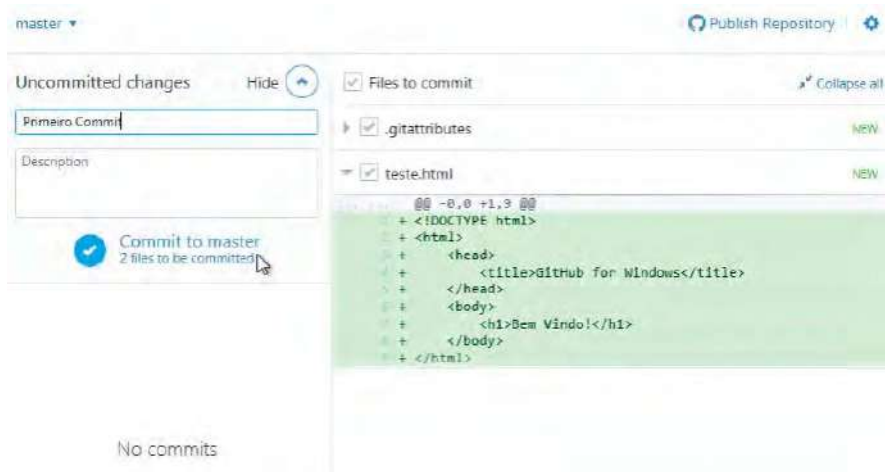 master
Publish Repository
Uncommitted changes
Hide
Primeiro Commit
Description
Commit to master
2 files to be committed
No commits
Files to commit
Collapse all
.gitattributes
NEW
teste.html
NEW
@@ -0,0 +1,9 @@
+ <!DOCTYPE html>
+ <html>
+ <head>
+ <title>GitHub for Windows</title>
+ </head>
+ <body>
+ <h1>Bem Vindo!</h1>
+ </body>
+ </html>